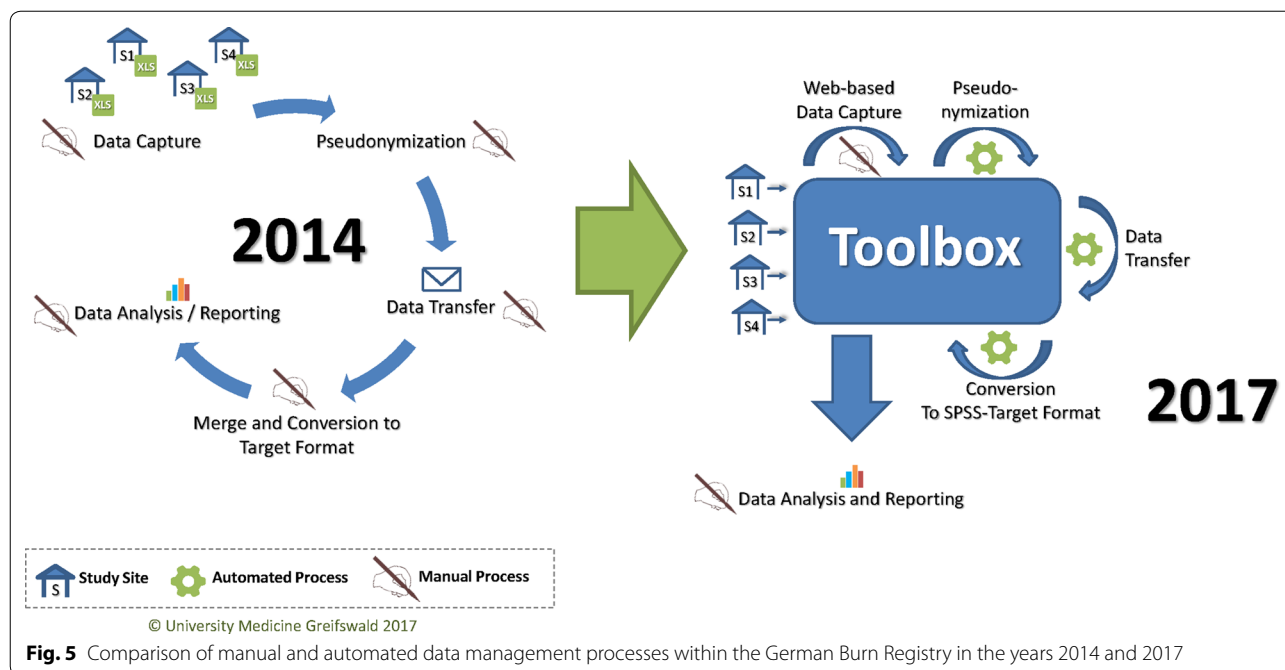 S1
XLS
S4
XLS
S2
XLS
S3
XLS
Data Capture
Pseudonymization
2014
Data Transfer
Data Analysis / Reporting
Merge and Conversion to
Target Format
Web-based
Data Capture
Pseudo-
nymization
S1
S2
S3
S4
Toolbox
Data
Transfer
Conversion
To SPSS-Target Format
2017
Data Analysis and Reporting
S
Study Site
Automated Process
Manual Process
© University Medicine Greifswald 2017
Fig. 5 Comparison of manual and automated data management processes within the German Burn Registry in the years 2014 and 2017